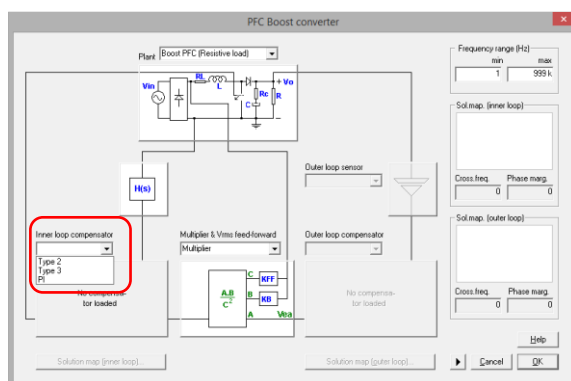 PFC Boost converter
Plant Boost PFC (Resistive load)
Vin
RL
L
Vo
Rc
R
C
H(s)
Outer loop sensor
Inner loop compensator
Type 2
Type 3
PI
No compensa-
tor loaded
Multiplier & Vrms feed-forward
Multiplier
A.B
C²
C
KFF
B
KB
A
Vea
Outer loop compensator
No compensa-
tor loaded
Solution map (inner loop)...
Solution map (outer loop)...
Frequency range (Hz)
min max
1 999 k
Sol.map. (inner loop)
Cross.freq. Phase marg.
0 0
Sol.map. (outer loop)
Cross.freq. Phase marg.
0 0
Help
Cancel OK